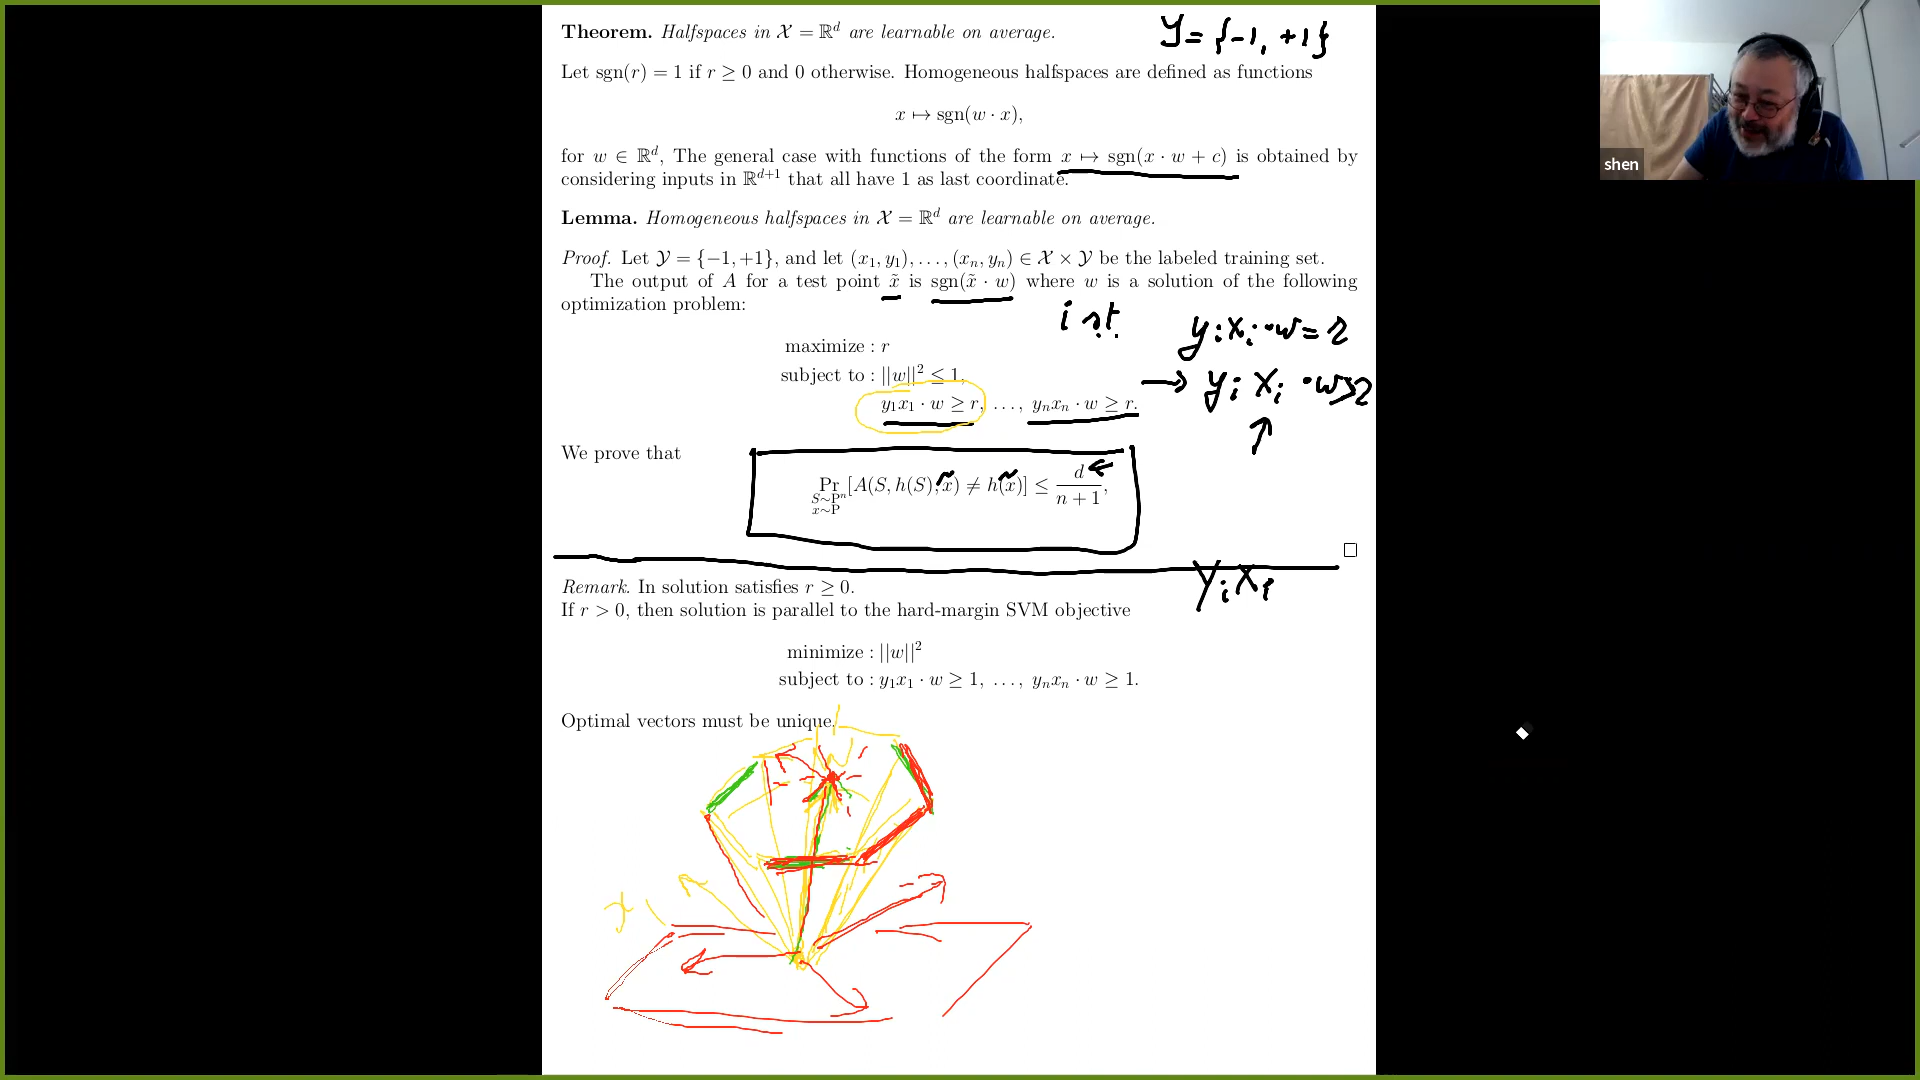 Theorem. Halfspaces in 𝒳 = ℝ^d are learnable on average.
𝒴 = {-1, +1}
Let sgn(r) = 1 if r ≥ 0 and 0 otherwise. Homogeneous halfspaces are defined as functions
x ↦ sgn(w · x),
for w ∈ ℝ^d, The general case with functions of the form x ↦ sgn(x · w + c) is obtained by
considering inputs in ℝ^{d+1} that all have 1 as last coordinate.
shen
Lemma. Homogeneous halfspaces in 𝒳 = ℝ^d are learnable on average.
Proof. Let 𝒴 = {−1, +1}, and let (x_1, y_1), . . . , (x_n, y_n) ∈ 𝒳 × 𝒴 be the labeled training set.
The output of A for a test point x̃ is sgn(x̃ · w) where w is a solution of the following
optimization problem:
i s.t.
y_i x_i · w = r
maximize : r
subject to : ||w||² ≤ 1,
→ y_i x_i · w ≥ r
y_1x_1 · w ≥ r, . . . , y_nx_n · w ≥ r.
We prove that
Pr_{S∼P^n, x∼P}[A(S, h(S), x̃) ≠ h(x̃)] ≤ d/(n + 1),
□
y_i x_i
Remark. In solution satisfies r ≥ 0.
If r > 0, then solution is parallel to the hard-margin SVM objective
minimize : ||w||²
subject to : y_1x_1 · w ≥ 1, . . . , y_nx_n · w ≥ 1.
Optimal vectors must be unique.
x_1